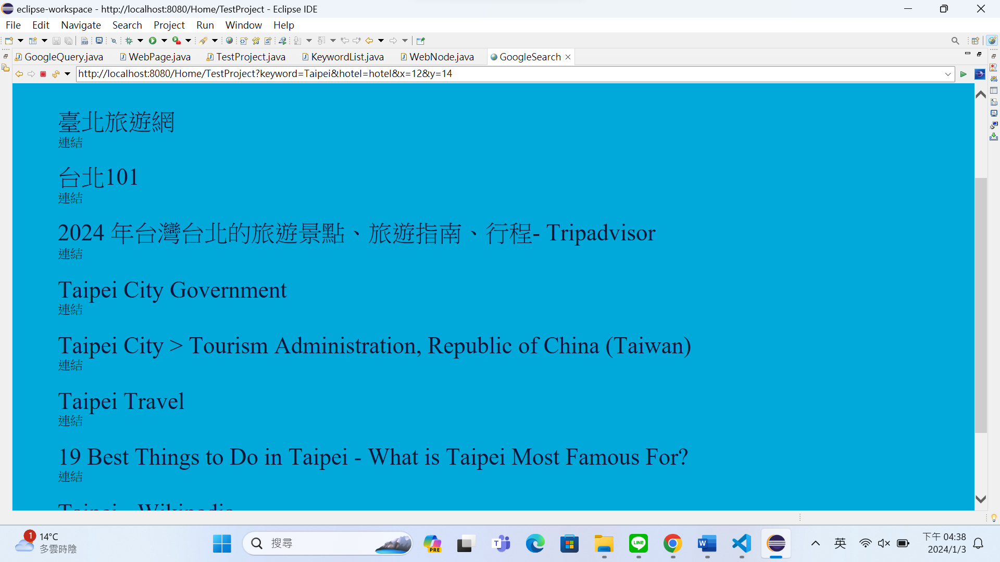 eclipse-workspace - http://localhost:8080/Home/TestProject - Eclipse IDE
File Edit Navigate Search Project Run Window Help
GoogleQuery.java WebPage.java TestProject.java KeywordList.java WebNode.java GoogleSearch
http://localhost:8080/Home/TestProject?keyword=Taipei&hotel=hotel&x=12&y=14
臺北旅遊網
連結
台北101
連結
2024 年台灣台北的旅遊景點、旅遊指南、行程- Tripadvisor
連結
Taipei City Government
連結
Taipei City > Tourism Administration, Republic of China (Taiwan)
連結
Taipei Travel
連結
19 Best Things to Do in Taipei - What is Taipei Most Famous For?
連結
Taipei - Wikipedia
1
14°C
多雲時陰
搜尋
PRE
T
LINE
W
英
下午 04:38
2024/1/3